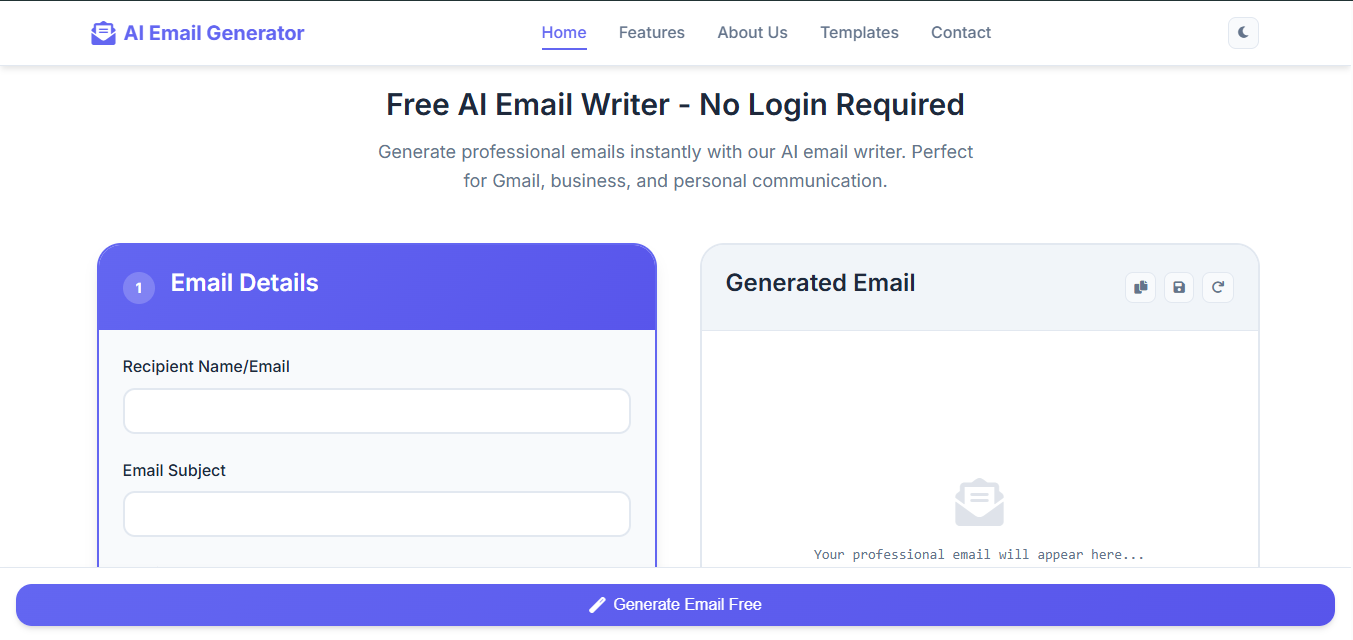 AI Email Generator
Home
Features
About Us
Templates
Contact
Free AI Email Writer - No Login Required
Generate professional emails instantly with our AI email writer. Perfect
for Gmail, business, and personal communication.
1
Email Details
Recipient Name/Email
Email Subject
Generated Email
Your professional email will appear here...
Generate Email Free